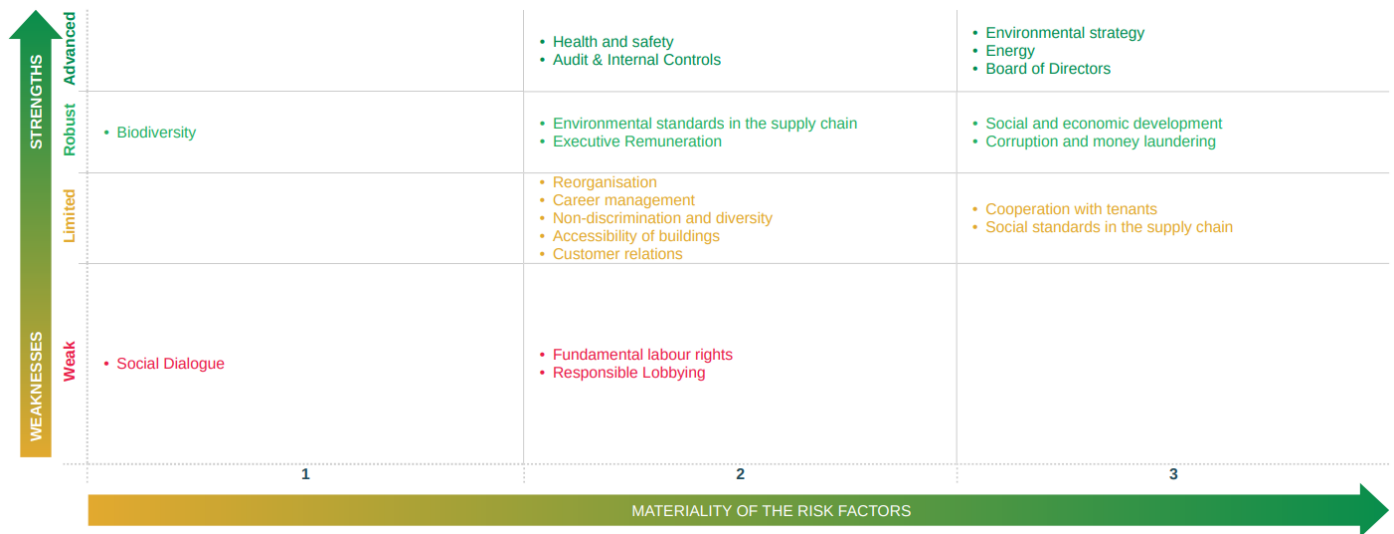 STRENGTHS
WEAKNESSES
Advanced
• Health and safety
• Audit & Internal Controls
• Environmental strategy
• Energy
• Board of Directors
Robust
• Biodiversity
• Environmental standards in the supply chain
• Executive Remuneration
• Social and economic development
• Corruption and money laundering
Limited
• Reorganisation
• Career management
• Non-discrimination and diversity
• Accessibility of buildings
• Customer relations
• Cooperation with tenants
• Social standards in the supply chain
Weak
• Social Dialogue
• Fundamental labour rights
• Responsible Lobbying
1
2
3
MATERIALITY OF THE RISK FACTORS